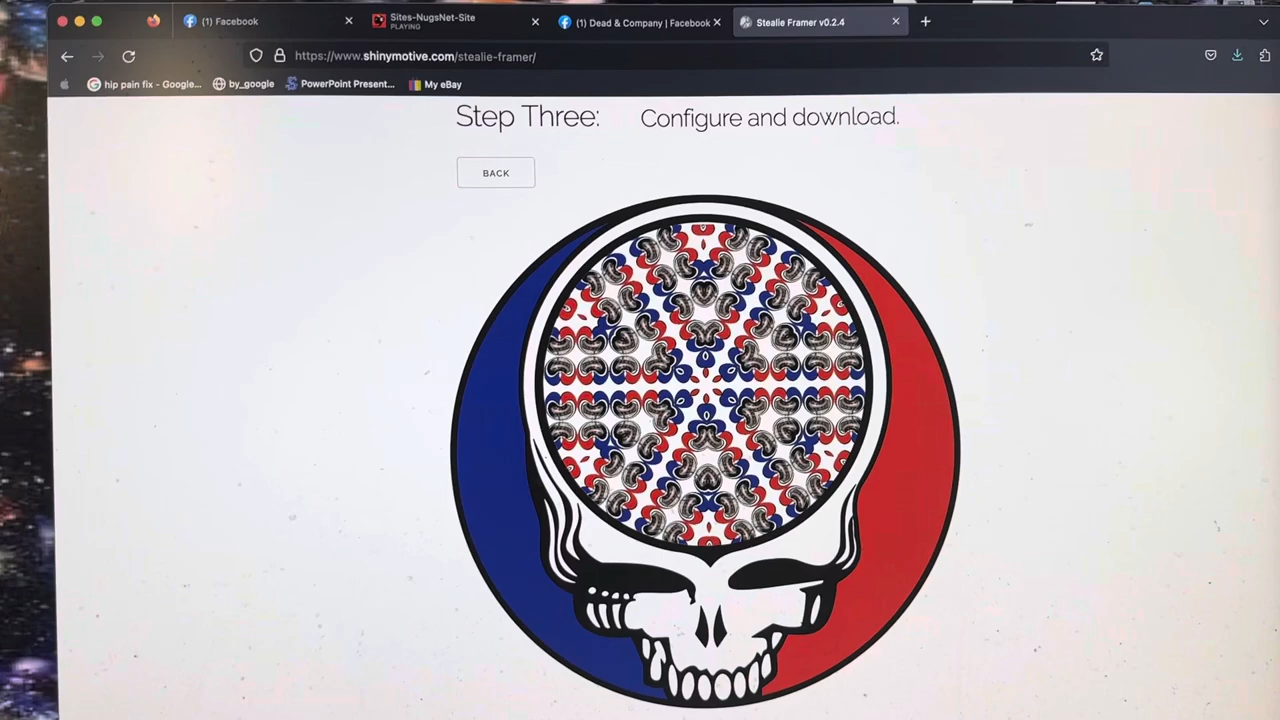 (1) Facebook
Sites-NugsNet-Site
PLAYING
(1) Dead & Company | Facebook
Stealie Framer v0.2.4
https://www.shinymotive.com/stealie-framer/
hip pain fix - Google...
by_google
PowerPoint Present...
My eBay
Step Three:
Configure and download.
BACK